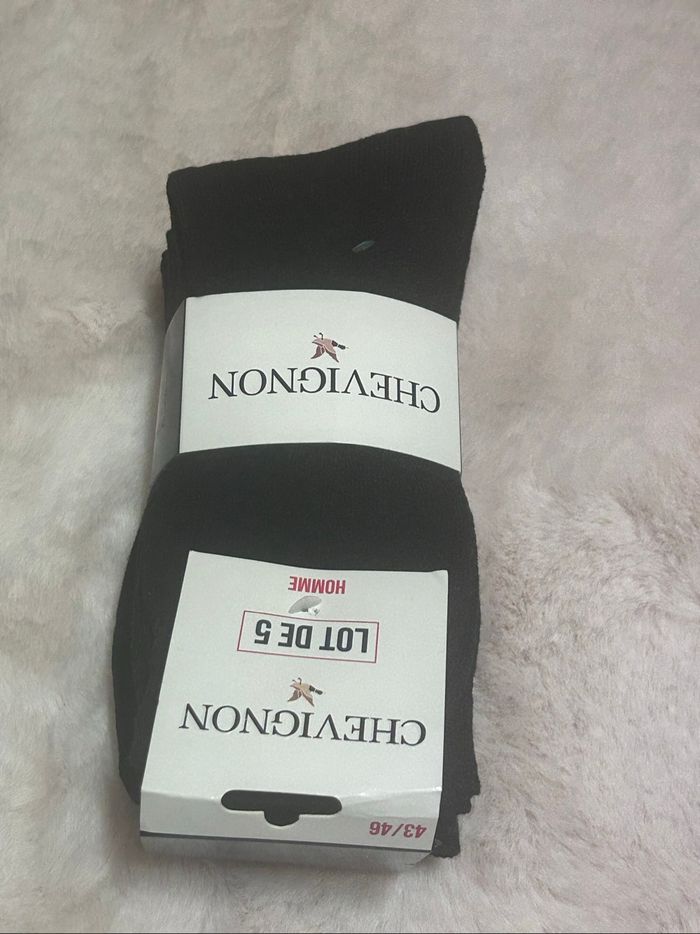 43/46
CHEVIGNON
LOT DE 5
HOMME
CHEVIGNON